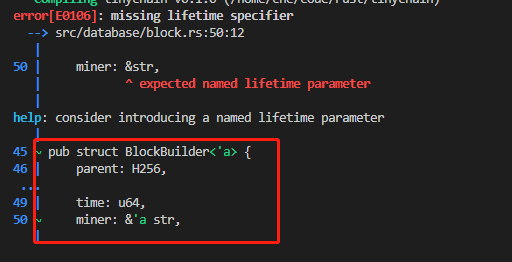 Compiling tinychain v0.1.0 (/home/che/code/rust/tinychain)
error[E0106]: missing lifetime specifier
--> src/database/block.rs:50:12
|
50 | miner: &str,
| ^ expected named lifetime parameter
|
help: consider introducing a named lifetime parameter
|
45 ~ pub struct BlockBuilder<'a> {
46 | parent: H256,
...
49 | time: u64,
50 ~ miner: &'a str,
|